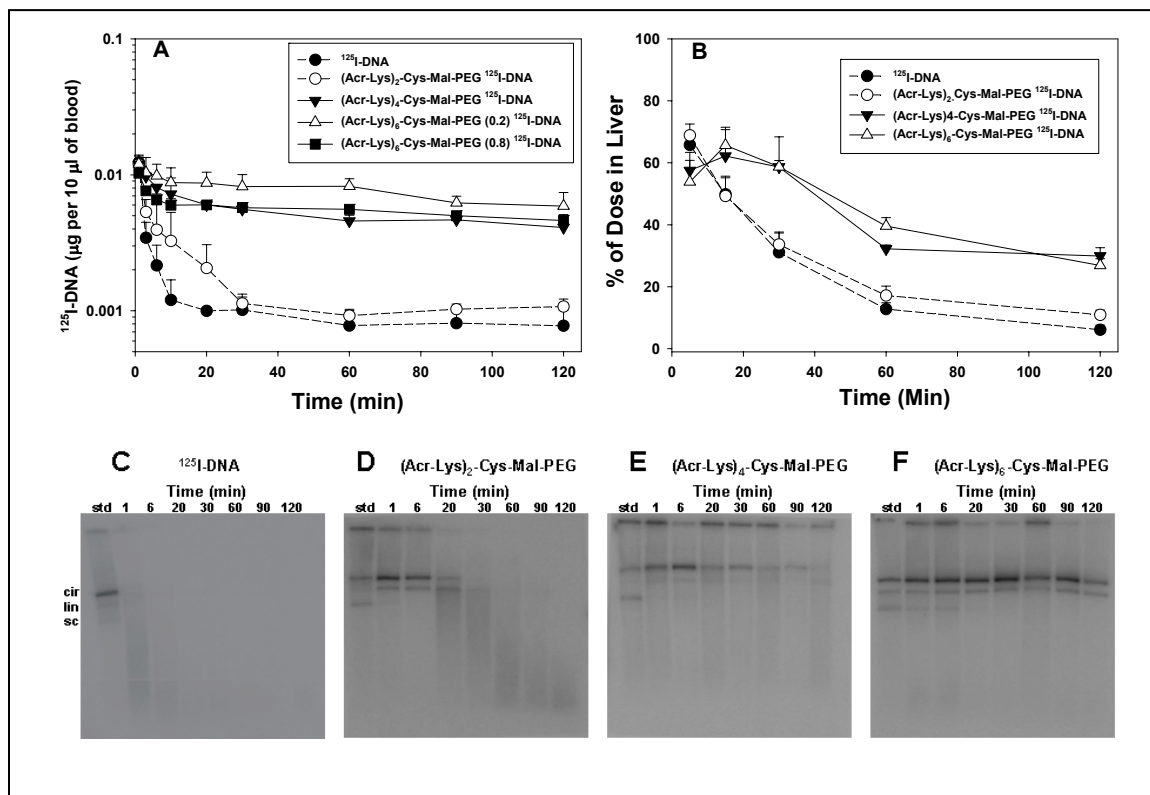 A
0.1
0.01
0.001
¹²⁵I-DNA (µg per 10 µl of blood)
0 20 40 60 80 100 120
Time (min)
¹²⁵I-DNA
(Acr-Lys)₂-Cys-Mal-PEG ¹²⁵I-DNA
(Acr-Lys)₄-Cys-Mal-PEG ¹²⁵I-DNA
(Acr-Lys)₆-Cys-Mal-PEG (0.2) ¹²⁵I-DNA
(Acr-Lys)₆-Cys-Mal-PEG (0.8) ¹²⁵I-DNA
B
100
80
60
40
20
0
% of Dose in Liver
0 20 40 60 80 100 120
Time (Min)
¹²⁵I-DNA
(Acr-Lys)₂.Cys-Mal-PEG ¹²⁵I-DNA
(Acr-Lys)4-Cys-Mal-PEG ¹²⁵I-DNA
(Acr-Lys)₆-Cys-Mal-PEG ¹²⁵I-DNA
C ¹²⁵I-DNA
Time (min)
std 1 6 20 30 60 90 120
cir
lin
sc
D (Acr-Lys)₂-Cys-Mal-PEG
Time (min)
std 1 6 20 30 60 90 120
E (Acr-Lys)₄-Cys-Mal-PEG
Time (min)
std 1 6 20 30 60 90 120
F (Acr-Lys)₆-Cys-Mal-PEG
Time (min)
std 1 6 20 30 60 90 120